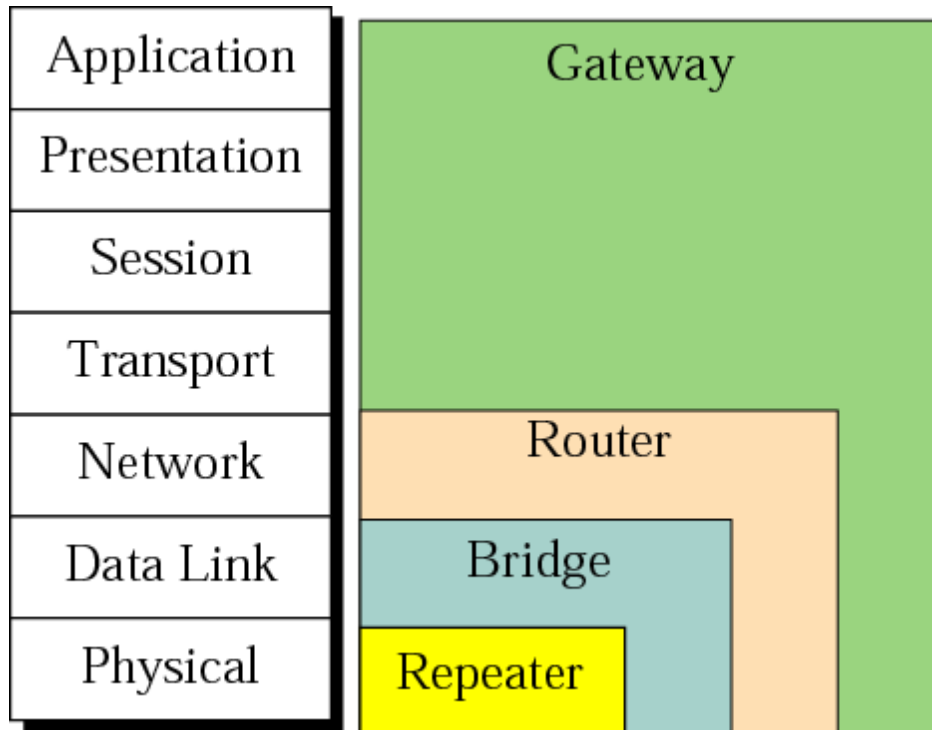 Application
Presentation
Session
Transport
Network
Data Link
Physical
Gateway
Router
Bridge
Repeater